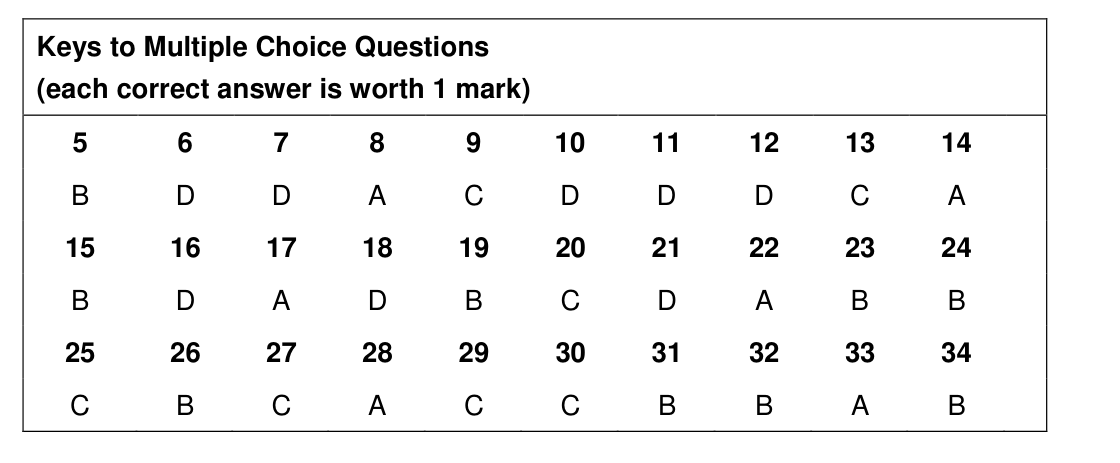 Keys to Multiple Choice Questions
(each correct answer is worth 1 mark)
5 6 7 8 9 10 11 12 13 14
B D D A C D D D C A
15 16 17 18 19 20 21 22 23 24
B D A D B C D A B B
25 26 27 28 29 30 31 32 33 34
C B C A C C B B A B